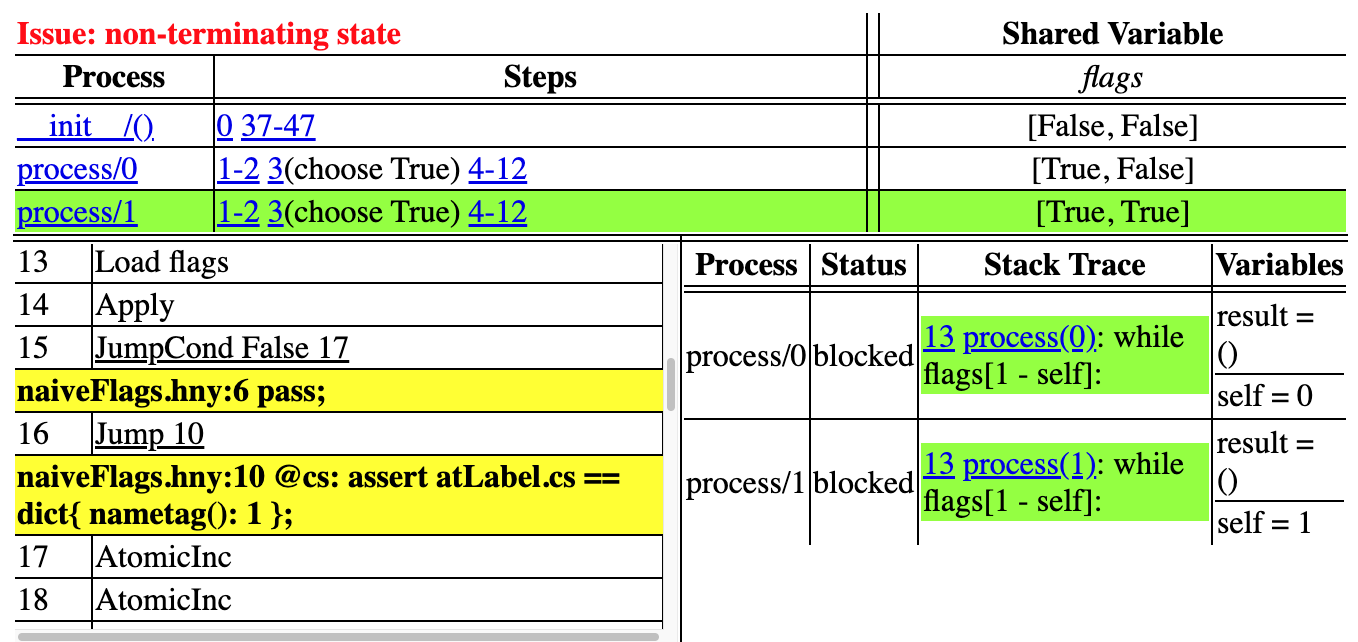 Issue: non-terminating state
Shared Variable
Process Steps flags
__init__/() 0 37-47 [False, False]
process/0 1-2 3(choose True) 4-12 [True, False]
process/1 1-2 3(choose True) 4-12 [True, True]
13 Load flags
14 Apply
15 JumpCond False 17
naiveFlags.hny:6 pass;
16 Jump 10
naiveFlags.hny:10 @cs: assert atLabel.cs ==
dict{ nametag(): 1 };
17 AtomicInc
18 AtomicInc
Process Status Stack Trace Variables
process/0 blocked 13 process(0): while
flags[1 - self]:
result =
()
self = 0
process/1 blocked 13 process(1): while
flags[1 - self]:
result =
()
self = 1